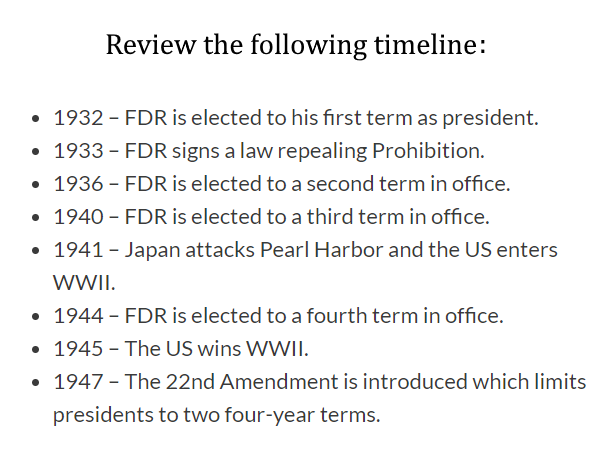 Review the following timeline:
• 1932 – FDR is elected to his first term as president.
• 1933 – FDR signs a law repealing Prohibition.
• 1936 – FDR is elected to a second term in office.
• 1940 – FDR is elected to a third term in office.
• 1941 – Japan attacks Pearl Harbor and the US enters
WWII.
• 1944 – FDR is elected to a fourth term in office.
• 1945 – The US wins WWII.
• 1947 – The 22nd Amendment is introduced which limits
presidents to two four-year terms.